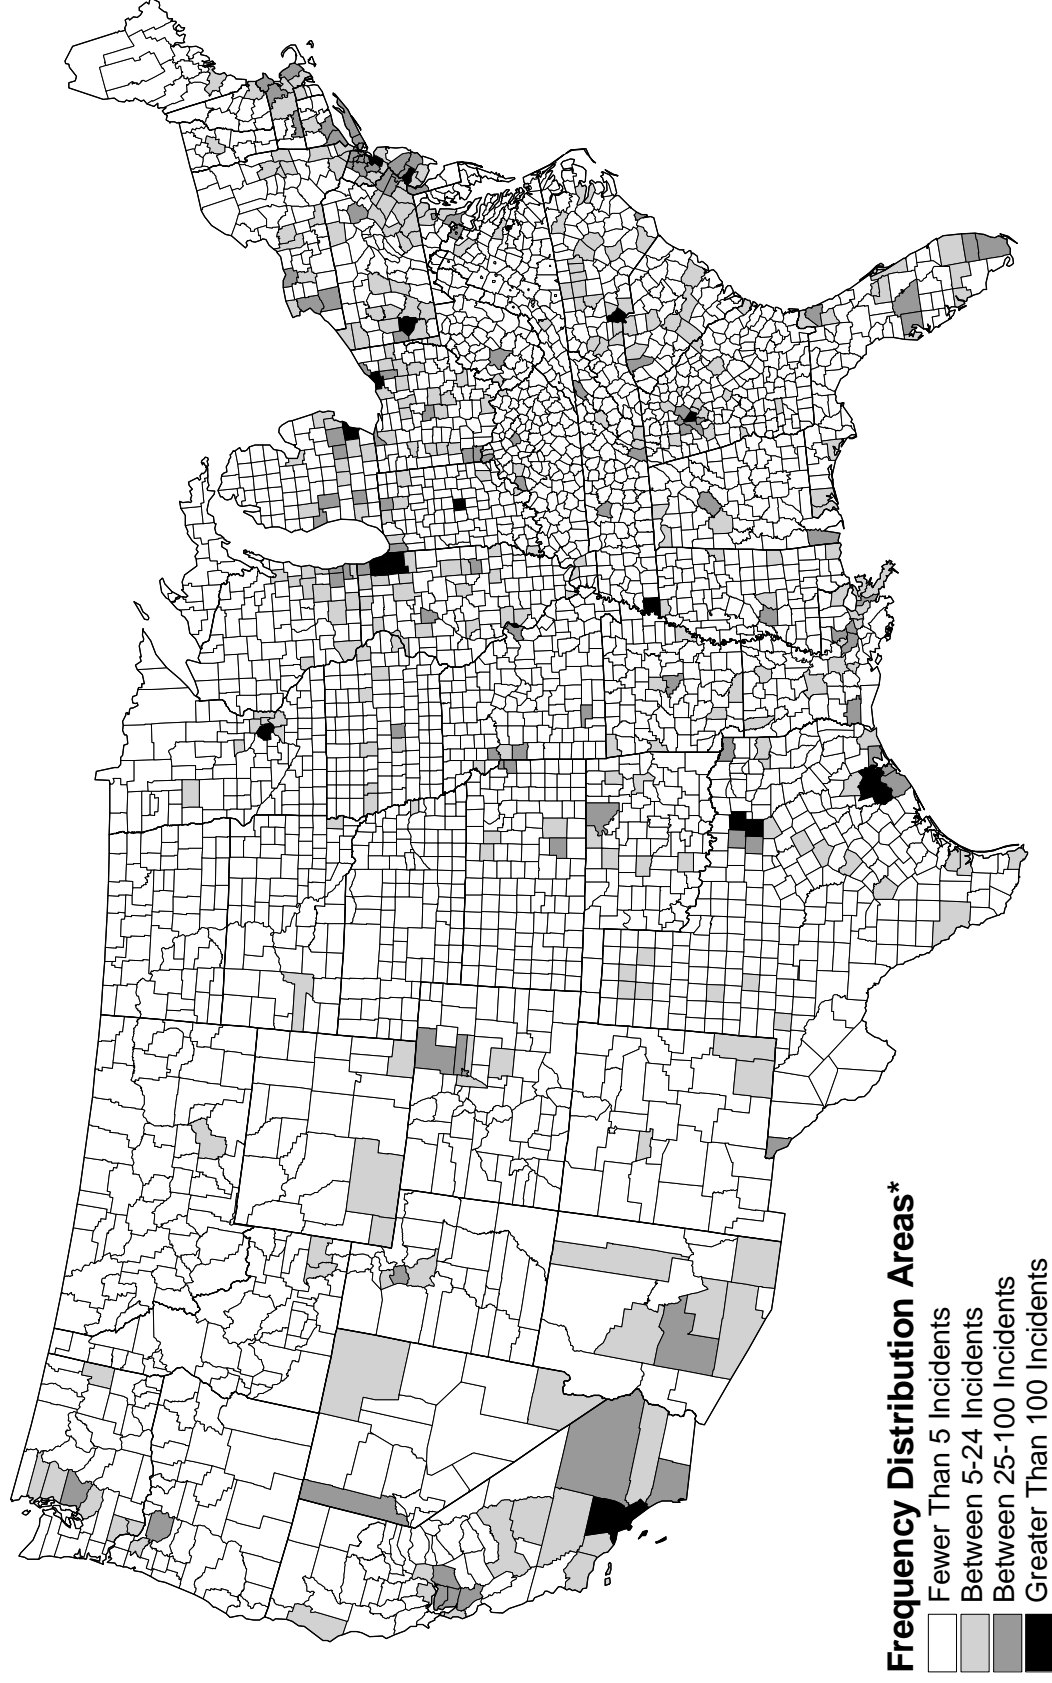 Frequency Distribution Areas*
Fewer Than 5 Incidents
Between 5-24 Incidents
Between 25-100 Incidents
Greater Than 100 Incidents